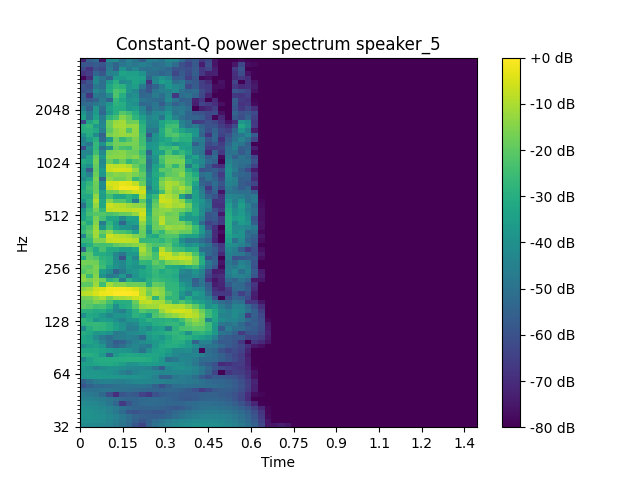 Constant-Q power spectrum speaker_5
+0 dB
2048
-10 dB
1024
-20 dB
512
-30 dB
Hz
-40 dB
256
-50 dB
128
-60 dB
64
-70 dB
32
-80 dB
0 0.15 0.3 0.45 0.6 0.75 0.9 1.1 1.2 1.4
Time